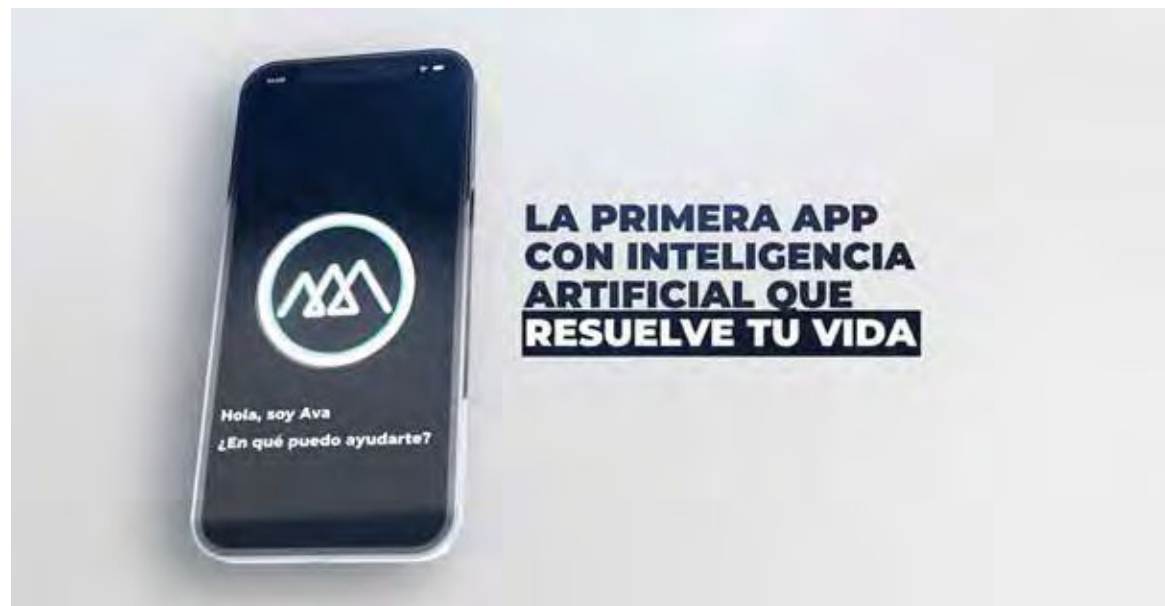 Hola, soy Ava
¿En qué puedo ayudarte?
LA PRIMERA APP
CON INTELIGENCIA
ARTIFICIAL QUE
RESUELVE TU VIDA